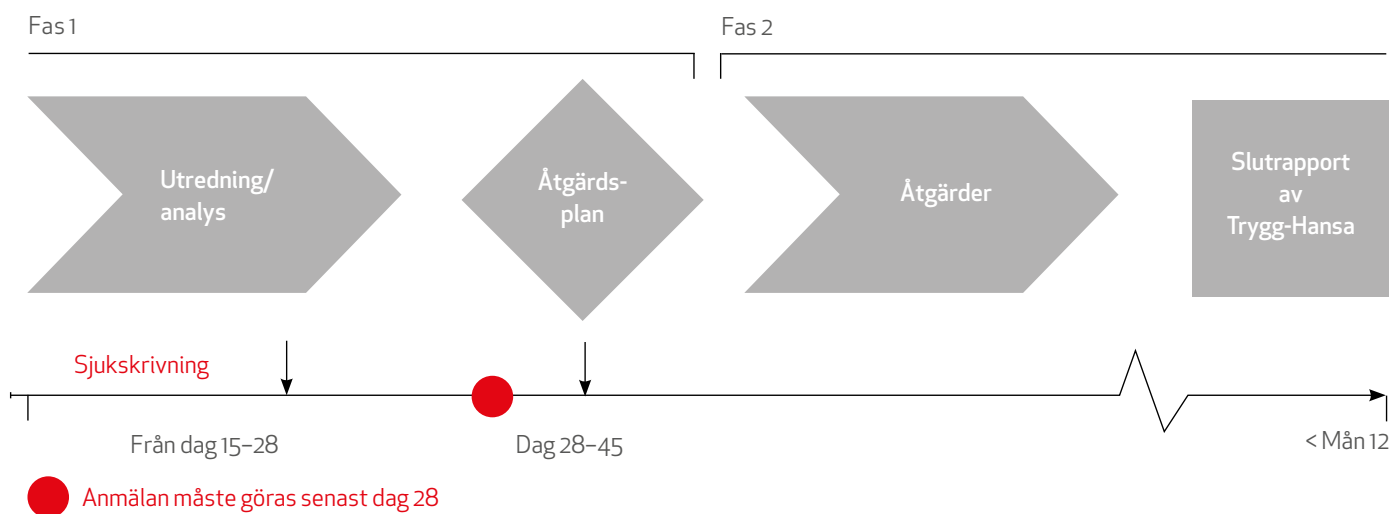 Fas 1
Fas 2
Utredning/
analys
Åtgärds-
plan
Åtgärder
Slutrapport
av
Trygg-Hansa
Sjukskrivning
Från dag 15–28
Dag 28–45
< Mån 12
Anmälan måste göras senast dag 28